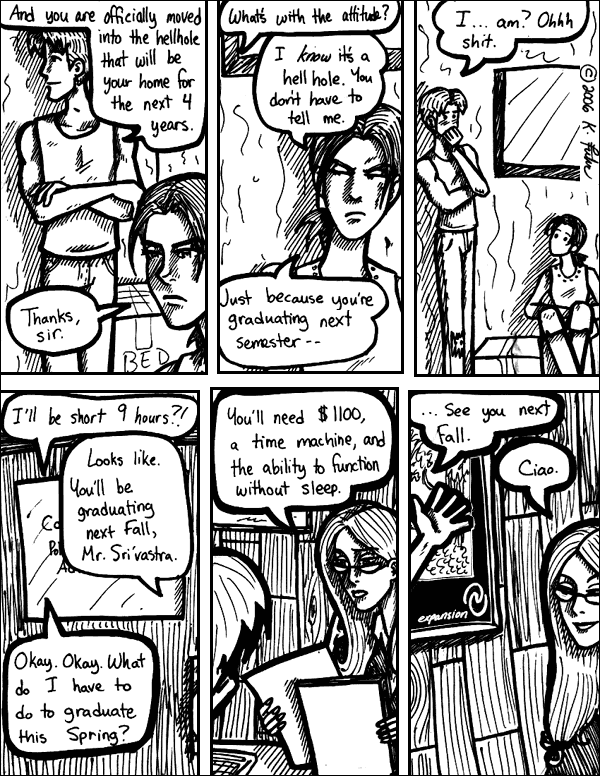 And you are officially moved
into the hellhole
that will be
your home for
the next 4
years.
Thanks,
sir.
BED
What's with the attitude?
I know it's a
hell hole. You
don't have to
tell me.
Just because you're
graduating next
semester--
I... am? Ohhh
shit.
© 2006 K.
I'll be short 9 hours?!
Looks like.
You'll be
graduating
next Fall,
Mr. Sri'vastra.
Okay. Okay. What
do I have to
do to graduate
this Spring?
You'll need $1100,
a time machine, and
the ability to function
without sleep.
...See you next
Fall.
Ciao.
expansion